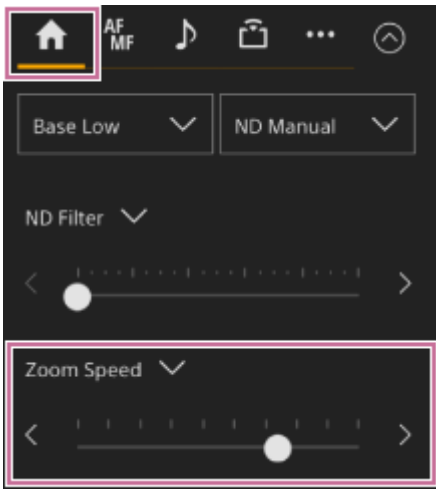 AF
MF
Base Low
ND Manual
ND Filter
Zoom Speed